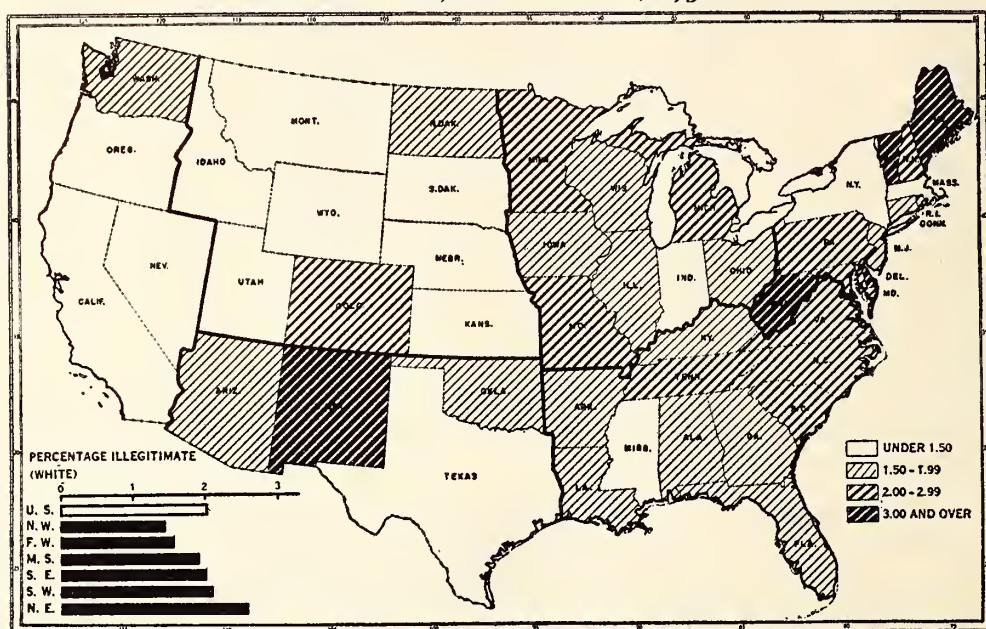 WASH.
MONT.
N.DAK.
MINN.
OREG.
IDAHO
S.DAK.
WIS.
MICH.
N.Y.
N.H.
MASS.
R.I.
CONN.
WYO.
IOWA
NEBR.
PA.
N.J.
NEV.
UTAH
COLO.
ILL.
IND.
OHIO
DEL.
MD.
CALIF.
KANS.
MO.
KY.
VA.
ARIZ.
OKLA.
TENN.
N.C.
ARK.
S.C.
MISS.
ALA.
GA.
TEXAS
LA.
FLA.
PERCENTAGE ILLEGITIMATE
(WHITE)
0 1 2 3
U. S.
N. W.
F. W.
M. S.
S. E.
S. W.
N. E.
UNDER 1.50
1.50-1.99
2.00-2.99
3.00 AND OVER